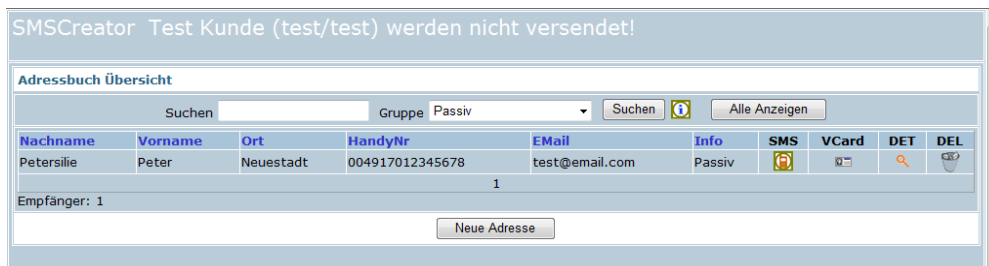 SMSCreator Test Kunde (test/test) werden nicht versendet!
Adressbuch Übersicht
Suchen Gruppe Passiv Suchen Alle Anzeigen
Nachname Vorname Ort HandyNr EMail Info SMS VCard DET DEL
Petersilie Peter Neuestadt 004917012345678 test@email.com Passiv
1
Empfänger: 1
Neue Adresse